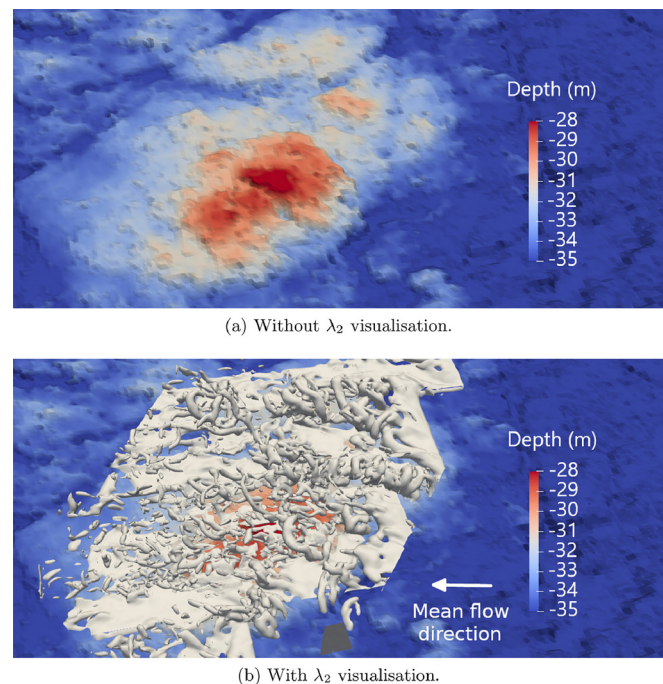 Depth (m)
-28
-29
-30
-31
-32
-33
-34
-35
(a) Without λ₂ visualisation.
Depth (m)
-28
-29
-30
-31
-32
-33
-34
-35
Mean flow
direction
(b) With λ₂ visualisation.